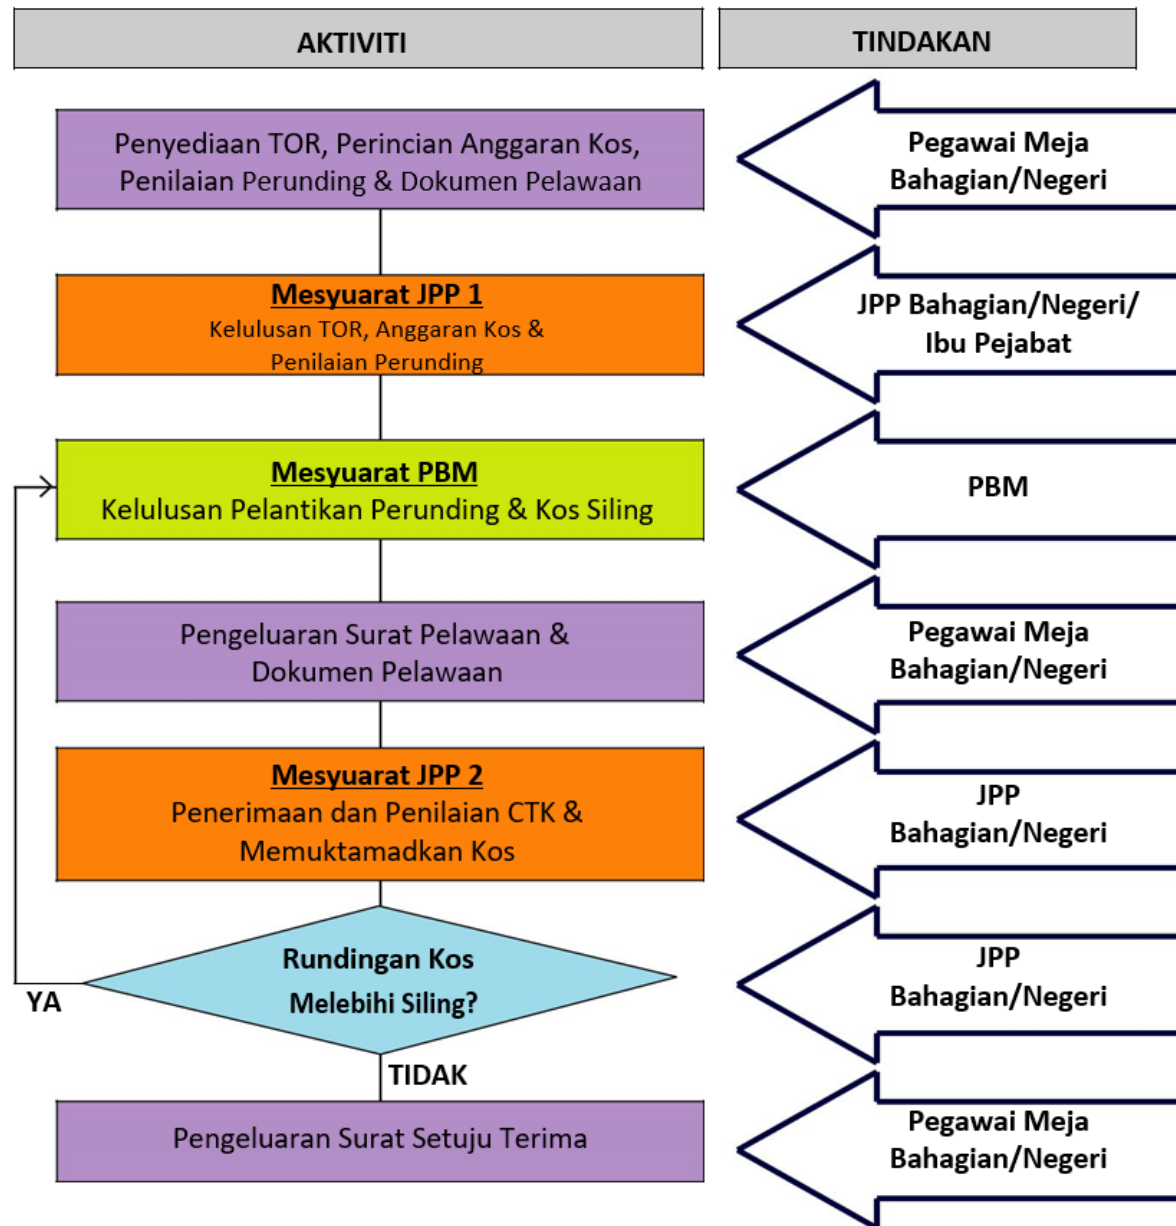 AKTIVITI
TINDAKAN
Penyediaan TOR, Perincian Anggaran Kos,
Penilaian Perunding & Dokumen Pelawaan
Pegawai Meja
Bahagian/Negeri
Mesyuarat JPP 1
Kelulusan TOR, Anggaran Kos &
Penilaian Perunding
JPP Bahagian/Negeri/
Ibu Pejabat
Mesyuarat PBM
Kelulusan Pelantikan Perunding & Kos Siling
PBM
Pengeluaran Surat Pelawaan &
Dokumen Pelawaan
Pegawai Meja
Bahagian/Negeri
Mesyuarat JPP 2
Penerimaan dan Penilaian CTK &
Memuktamadkan Kos
JPP
Bahagian/Negeri
Rundingan Kos
Melebihi Siling?
YA
TIDAK
JPP
Bahagian/Negeri
Pengeluaran Surat Setuju Terima
Pegawai Meja
Bahagian/Negeri